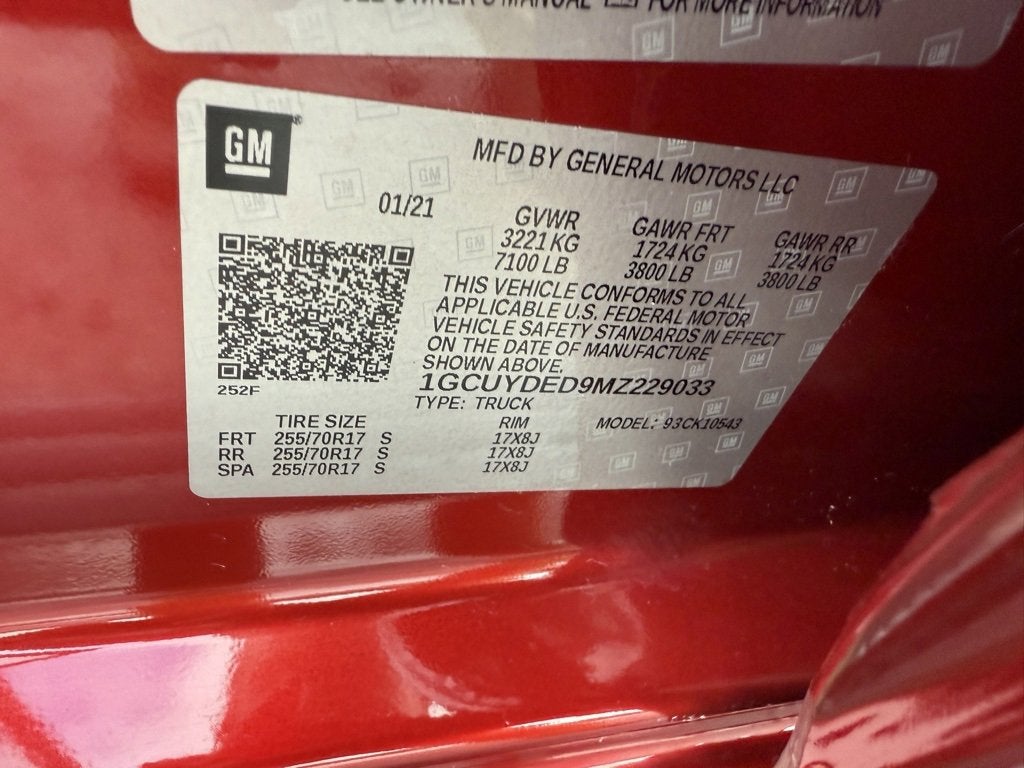 SEE OWNER'S MANUAL FOR MORE INFORMATION
GM
MFD BY GENERAL MOTORS LLC
01/21
GVWR GAWR FRT GAWR RR
3221 KG 1724 KG 1724 KG
7100 LB 3800 LB 3800 LB
THIS VEHICLE CONFORMS TO ALL
APPLICABLE U.S. FEDERAL MOTOR
VEHICLE SAFETY STANDARDS IN EFFECT
ON THE DATE OF MANUFACTURE
SHOWN ABOVE.
252F
1GCUYDED9MZ229033
TYPE: TRUCK
TIRE SIZE RIM MODEL: 93CK10543
FRT 255/70R17 S 17X8J
RR 255/70R17 S 17X8J
SPA 255/70R17 S 17X8J